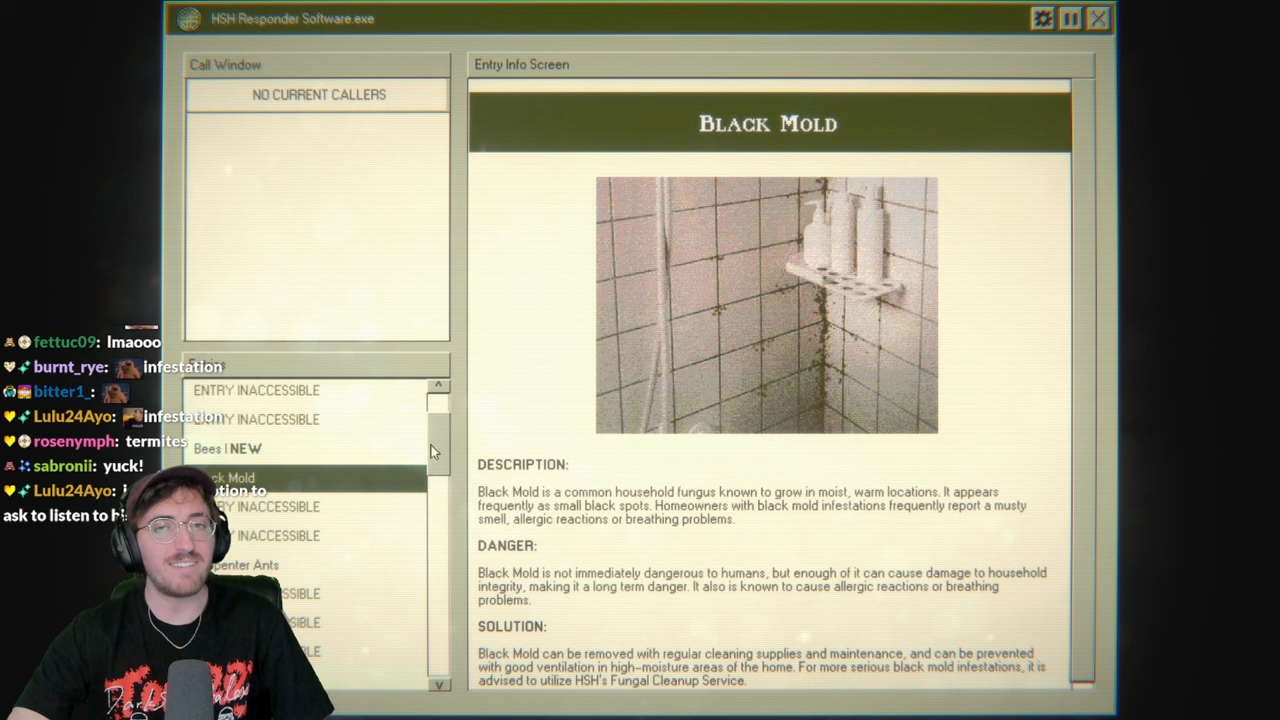 HSH Responder Software.exe
Call Window
NO CURRENT CALLERS
Entry Info Screen
BLACK MOLD
DESCRIPTION:
Black Mold is a common household fungus known to grow in moist, warm locations. It appears
frequently as small black spots. Homeowners with black mold infestations frequently report a musty
smell, allergic reactions or breathing problems.
DANGER:
Black Mold is not immediately dangerous to humans, but enough of it can cause damage to household
integrity, making it a long term danger. It also is known to cause allergic reactions or breathing
problems.
SOLUTION:
Black Mold can be removed with regular cleaning supplies and maintenance, and can be prevented
with good ventilation in high-moisture areas of the home. For more serious black mold infestations, it is
advised to utilize HSH's Fungal Cleanup Service.
ENTRY INACCESSIBLE
ENTRY INACCESSIBLE
Bees | NEW
Mold
INACCESSIBLE
INACCESSIBLE
Ants
fettuc09: lmaooo
burnt_rye: infestation
bitter1_:
Lulu24Ayo: infestation
rosenymph: termites
sabronii: yuck!
Lulu24Ayo: to
ask to listen to